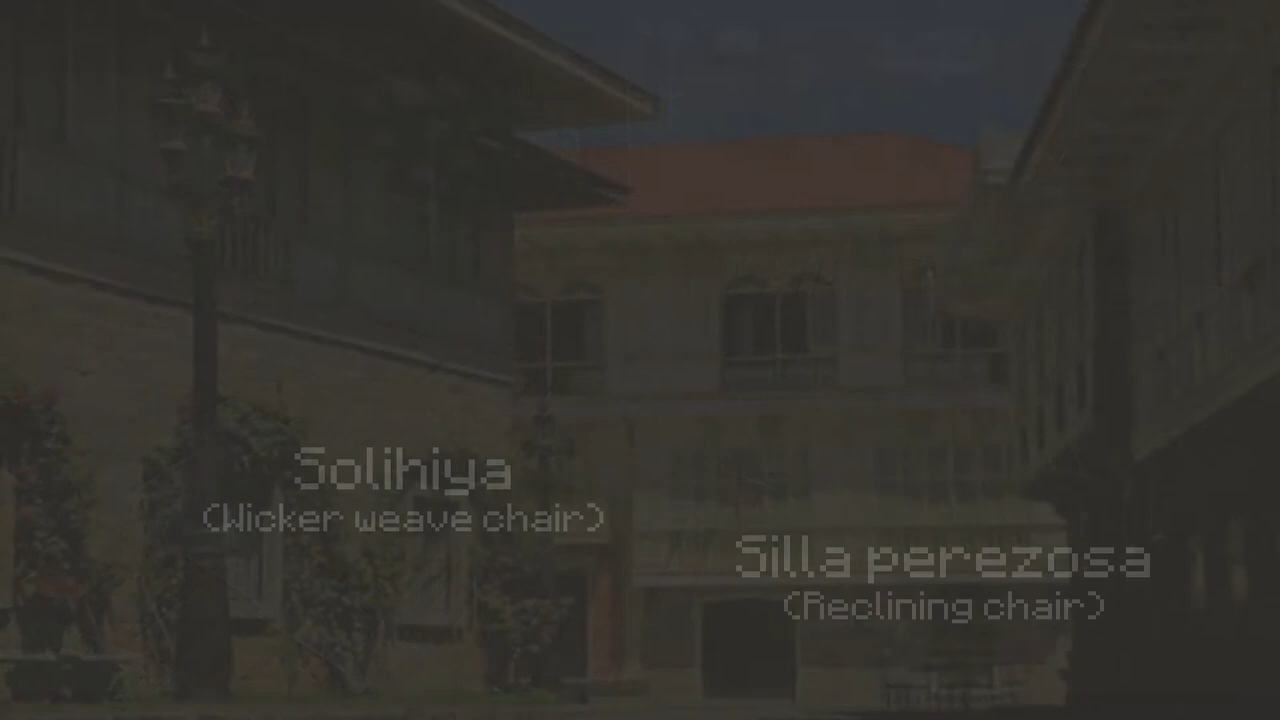 Solihiya
(Wicker weave chair)
Silla perezosa
(Reclining chair)